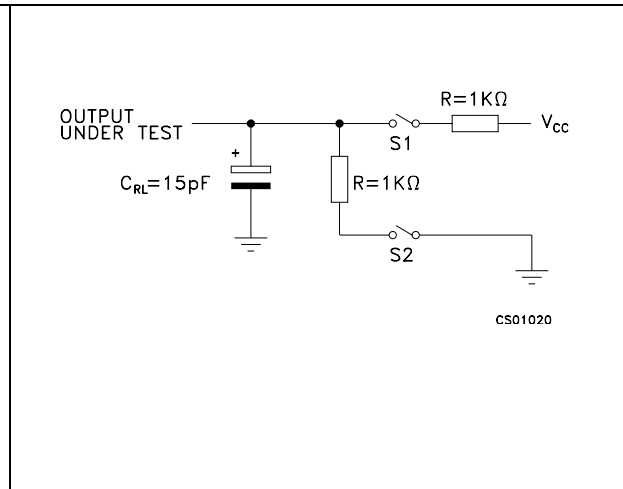 OUTPUT
UNDER TEST
R=1KΩ
V_CC
S1
+
C_RL=15pF
R=1KΩ
S2
CS01020